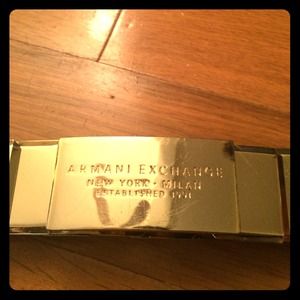 ARMANI EXCHANGE
NEW YORK • MILAN
ESTABLISHED 1991